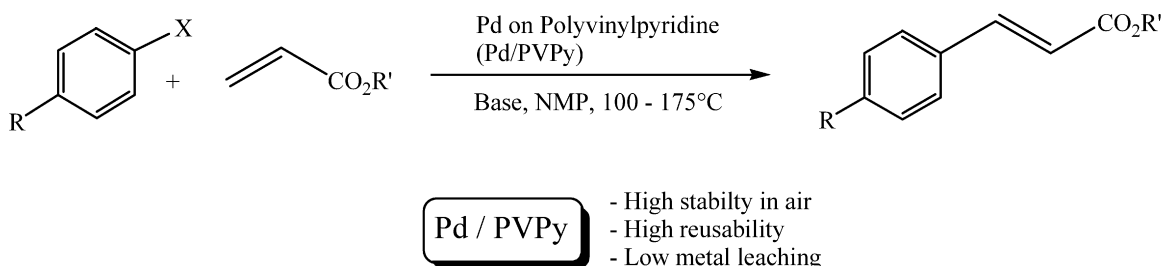 X
R
+
CO₂R'
Pd on Polyvinylpyridine
(Pd/PVPy)
Base, NMP, 100 - 175°C
CO₂R'
R
Pd / PVPy
- High stabilty in air
- High reusability
- Low metal leaching